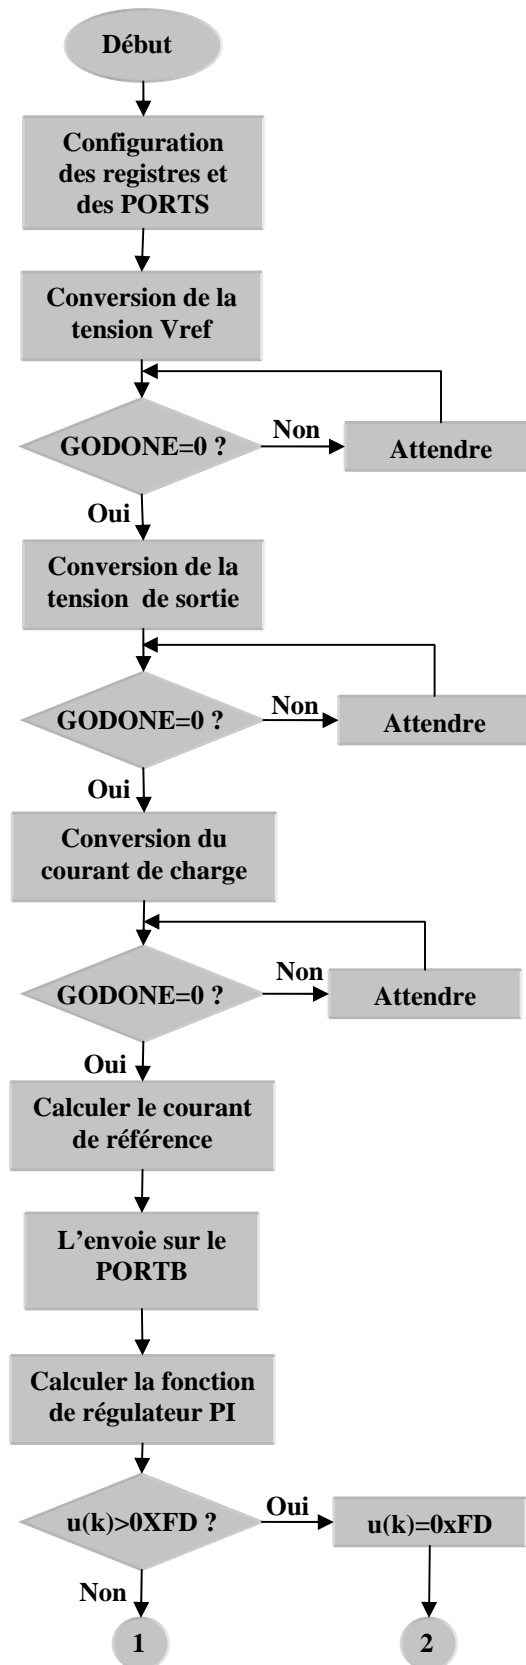 Début
Configuration
des registres et
des PORTS
Conversion de la
tension Vref
GODONE=0 ?
Non
Attendre
Oui
Conversion de la
tension de sortie
GODONE=0 ?
Non
Attendre
Oui
Conversion du
courant de charge
GODONE=0 ?
Non
Attendre
Oui
Calculer le courant
de référence
L'envoie sur le
PORTB
Calculer la fonction
de régulateur PI
u(k)>0XFD ?
Oui
u(k)=0xFD
Non
1
2